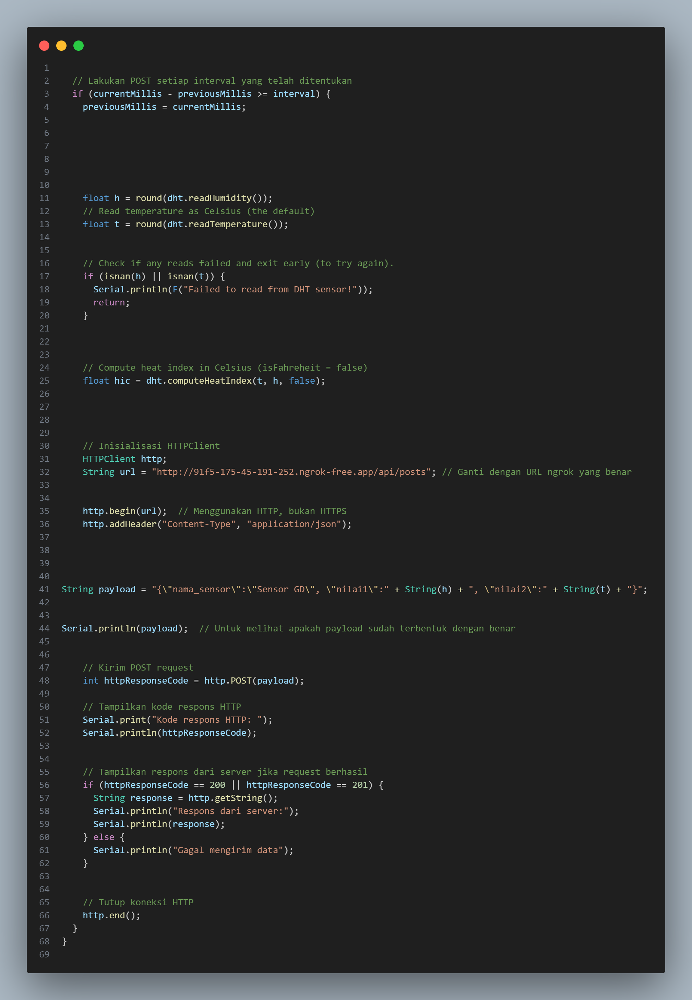 1
2 // Lakukan POST setiap interval yang telah ditentukan
3 if (currentMillis - previousMillis >= interval) {
4 previousMillis = currentMillis;
5
6
7
8
9
10
11 float h = round(dht.readHumidity());
12 // Read temperature as Celsius (the default)
13 float t = round(dht.readTemperature());
14
15
16 // Check if any reads failed and exit early (to try again).
17 if (isnan(h) || isnan(t)) {
18 Serial.println(F("Failed to read from DHT sensor!"));
19 return;
20 }
21
22
23
24 // Compute heat index in Celsius (isFahreheit = false)
25 float hic = dht.computeHeatIndex(t, h, false);
26
27
28
29
30 // Inisialisasi HTTPClient
31 HTTPClient http;
32 String url = "http://91f5-175-45-191-252.ngrok-free.app/api/posts"; // Ganti dengan URL ngrok yang benar
33
34
35 http.begin(url);  // Menggunakan HTTP, bukan HTTPS
36 http.addHeader("Content-Type", "application/json");
37
38
39
40
41 String payload = "{\"nama_sensor\":\"Sensor GD\", \"nilai1\":" + String(h) + ", \"nilai2\":" + String(t) + "}";
42
43
44 Serial.println(payload);  // Untuk melihat apakah payload sudah terbentuk dengan benar
45
46
47 // Kirim POST request
48 int httpResponseCode = http.POST(payload);
49
50 // Tampilkan kode respons HTTP
51 Serial.print("Kode respons HTTP: ");
52 Serial.println(httpResponseCode);
53
54
55 // Tampilkan respons dari server jika request berhasil
56 if (httpResponseCode == 200 || httpResponseCode == 201) {
57 String response = http.getString();
58 Serial.println("Respons dari server:");
59 Serial.println(response);
60 } else {
61 Serial.println("Gagal mengirim data");
62 }
63
64
65 // Tutup koneksi HTTP
66 http.end();
67 }
68 }
69